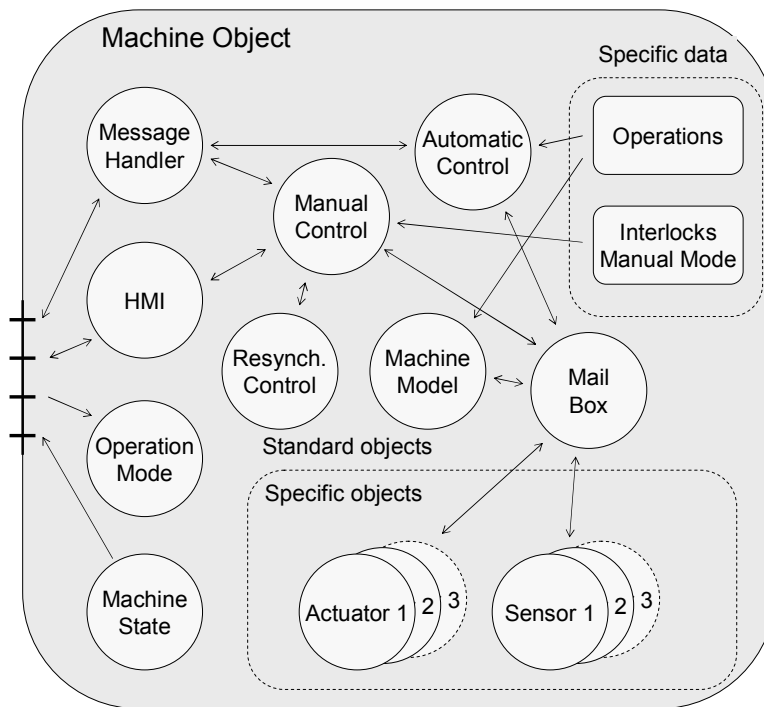 Machine Object
Specific data
Message
Handler
Automatic
Control
Operations
Manual
Control
Interlocks
Manual Mode
HMI
Resynch.
Control
Machine
Model
Mail
Box
Operation
Mode
Standard objects
Specific objects
Machine
State
Actuator 1
2
3
Sensor 1
2
3